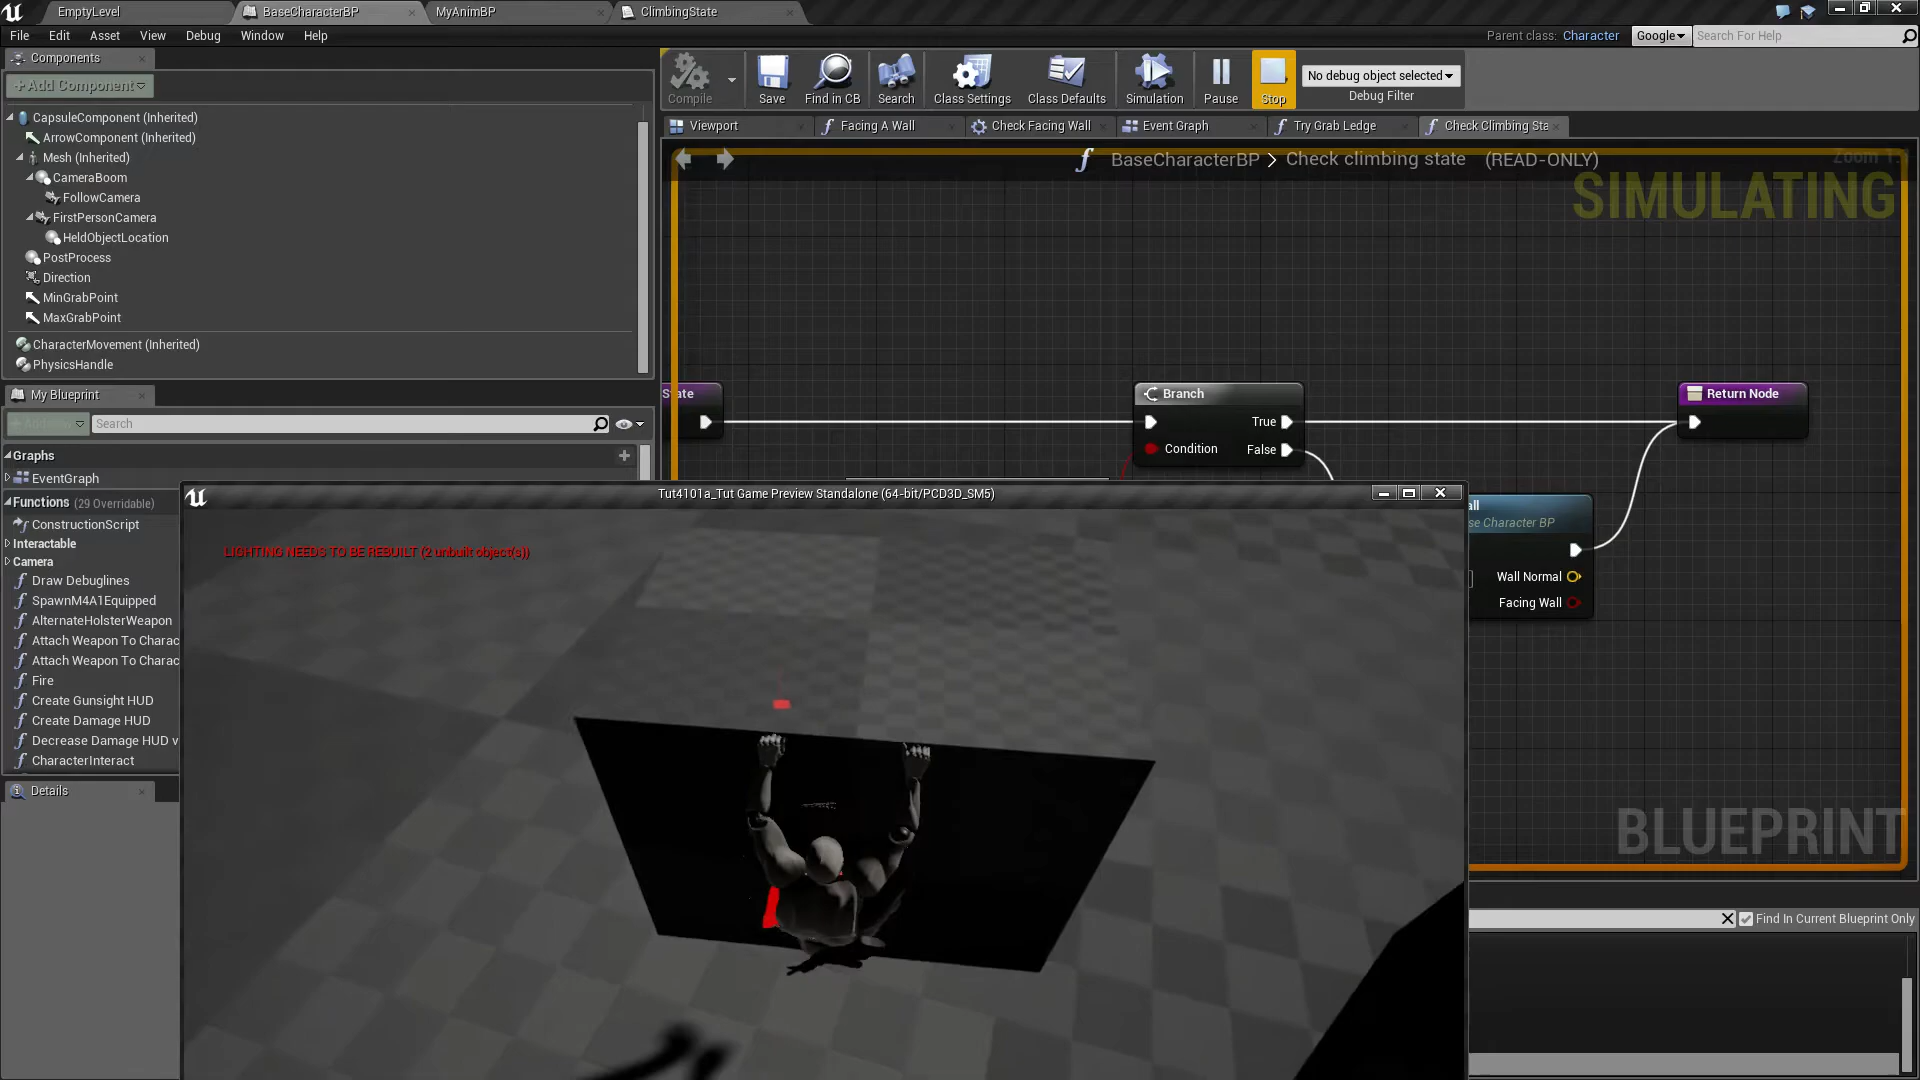 EmptyLevel
BaseCharacterBP
MyAnimBP
ClimbingState
File Edit Asset View Debug Window Help
Parent class: Character
Google
Search For Help
Components
+Add Component
CapsuleComponent (Inherited)
ArrowComponent (Inherited)
Mesh (Inherited)
CameraBoom
FollowCamera
FirstPersonCamera
HeldObjectLocation
PostProcess
Direction
MinGrabPoint
MaxGrabPoint
CharacterMovement (Inherited)
PhysicsHandle
My Blueprint
Search
Graphs
EventGraph
Functions (29 Overridable)
ConstructionScript
Interactable
Camera
Draw Debuglines
SpawnM4A1Equipped
AlternateHolsterWeapon
Attach Weapon To Charac
Attach Weapon To Charac
Fire
Create Gunsight HUD
Create Damage HUD
Decrease Damage HUD v
CharacterInteract
Details
Compile
Save
Find in CB
Search
Class Settings
Class Defaults
Simulation
Pause
Stop
No debug object selected
Debug Filter
Viewport
Facing A Wall
Check Facing Wall
Event Graph
Try Grab Ledge
Check Climbing Sta
BaseCharacterBP > Check climbing state (READ-ONLY)
SIMULATING
State
Branch
True
Condition
False
Return Node
all
se Character BP
Wall Normal
Facing Wall
BLUEPRINT
Find In Current Blueprint Only
Tut4101a_Tut Game Preview Standalone (64-bit/PCD3D_SM5)
LIGHTING NEEDS TO BE REBUILT (2 unbuilt object(s))